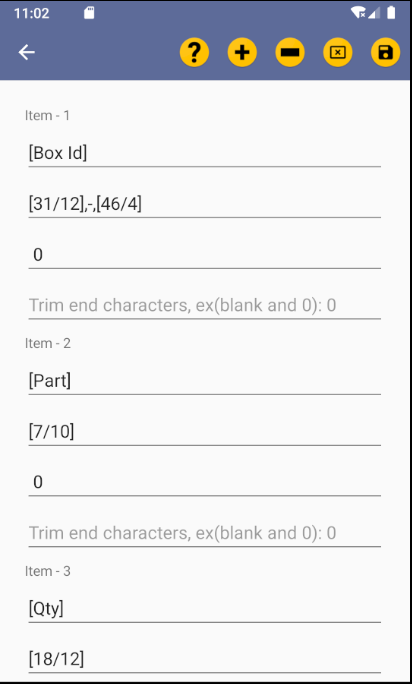 11:02
?
Item - 1
[Box Id]
[31/12],-,[46/4]
0
Trim end characters, ex(blank and 0): 0
Item - 2
[Part]
[7/10]
0
Trim end characters, ex(blank and 0): 0
Item - 3
[Qty]
[18/12]